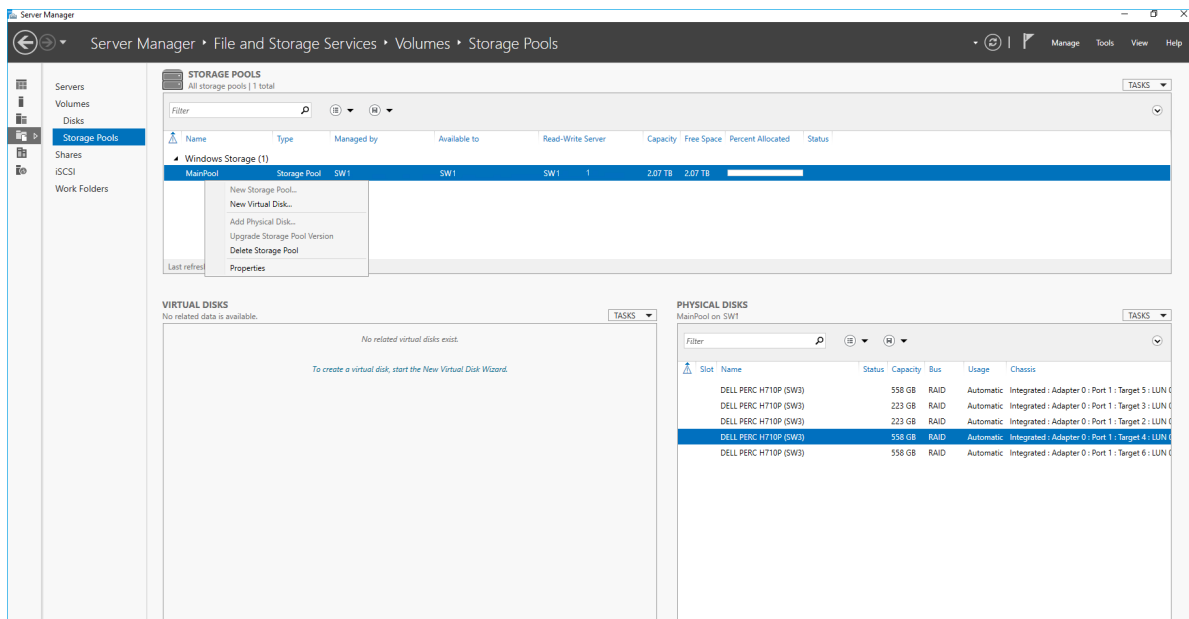 Server Manager
Server Manager ‣ File and Storage Services ‣ Volumes ‣ Storage Pools
Manage Tools View Help
Servers
Volumes
Disks
Storage Pools
Shares
iSCSI
Work Folders
STORAGE POOLS
All storage pools | 1 total
TASKS
Filter
Name Type Managed by Available to Read-Write Server Capacity Free Space Percent Allocated Status
Windows Storage (1)
MainPool Storage Pool SW1 SW1 SW1 1 2.07 TB 2.07 TB
New Storage Pool...
New Virtual Disk...
Add Physical Disk...
Upgrade Storage Pool Version
Delete Storage Pool
Properties
Last refres
VIRTUAL DISKS
No related data is available.
TASKS
No related virtual disks exist.
To create a virtual disk, start the New Virtual Disk Wizard.
PHYSICAL DISKS
MainPool on SW1
TASKS
Filter
Slot Name Status Capacity Bus Usage Chassis
DELL PERC H710P (SW3) 558 GB RAID Automatic Integrated : Adapter 0 : Port 1 : Target 5 : LUN
DELL PERC H710P (SW3) 223 GB RAID Automatic Integrated : Adapter 0 : Port 1 : Target 3 : LUN
DELL PERC H710P (SW3) 223 GB RAID Automatic Integrated : Adapter 0 : Port 1 : Target 2 : LUN
DELL PERC H710P (SW3) 558 GB RAID Automatic Integrated : Adapter 0 : Port 1 : Target 4 : LUN
DELL PERC H710P (SW3) 558 GB RAID Automatic Integrated : Adapter 0 : Port 1 : Target 6 : LUN